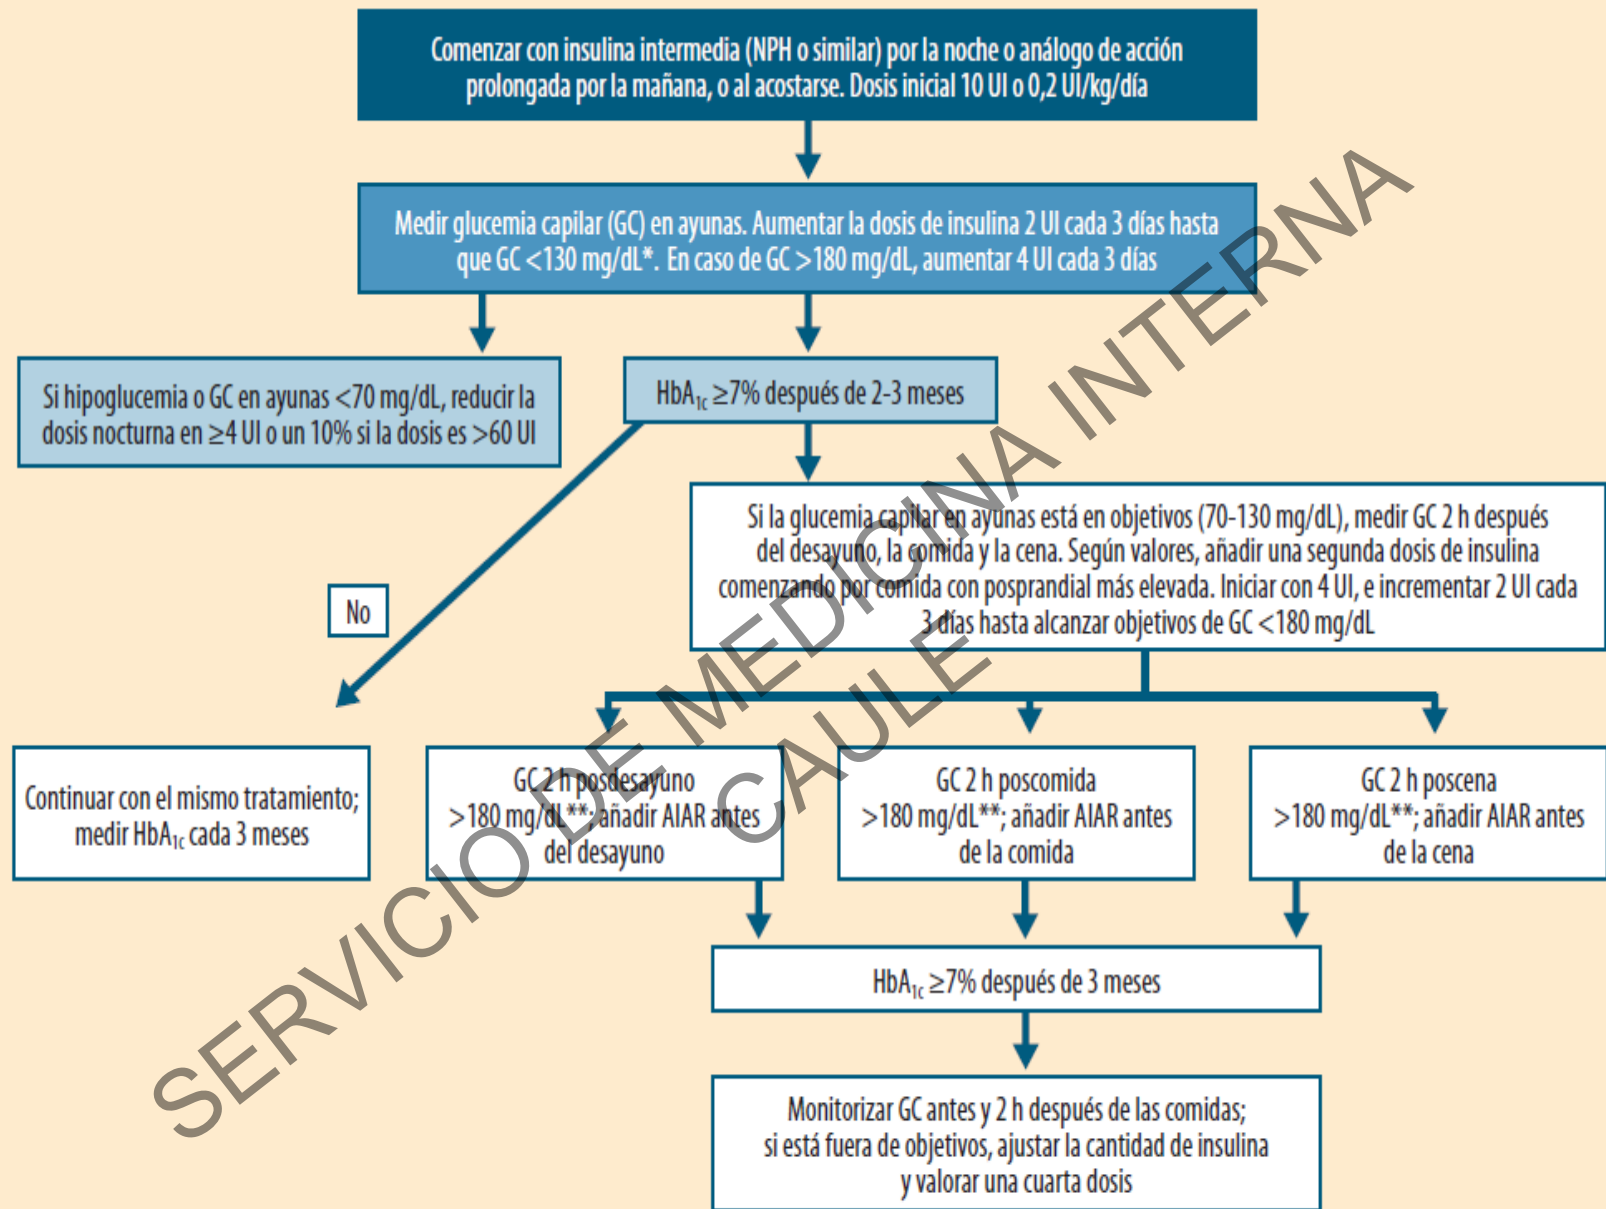 Comenzar con insulina intermedia (NPH o similar) por la noche o análogo de acción
prolongada por la mañana, o al acostarse. Dosis inicial 10 UI o 0,2 UI/kg/día
Medir glucemia capilar (GC) en ayunas. Aumentar la dosis de insulina 2 UI cada 3 días hasta
que GC <130 mg/dL*. En caso de GC >180 mg/dL, aumentar 4 UI cada 3 días
Si hipoglucemia o GC en ayunas <70 mg/dL, reducir la
dosis nocturna en ≥4 UI o un 10% si la dosis es >60 UI
HbA1c ≥7% después de 2-3 meses
Si la glucemia capilar en ayunas está en objetivos (70-130 mg/dL), medir GC 2 h después
del desayuno, la comida y la cena. Según valores, añadir una segunda dosis de insulina
comenzando por comida con posprandial más elevada. Iniciar con 4 UI, e incrementar 2 UI cada
3 días hasta alcanzar objetivos de GC <180 mg/dL
No
Continuar con el mismo tratamiento;
medir HbA1c cada 3 meses
GC 2 h posdesayuno
>180 mg/dL**; añadir AIAR antes
del desayuno
GC 2 h poscomida
>180 mg/dL**; añadir AIAR antes
de la comida
GC 2 h poscena
>180 mg/dL**; añadir AIAR antes
de la cena
HbA1c ≥7% después de 3 meses
Monitorizar GC antes y 2 h después de las comidas;
si está fuera de objetivos, ajustar la cantidad de insulina
y valorar una cuarta dosis
SERVICIO DE MEDICINA INTERNA
CAULE